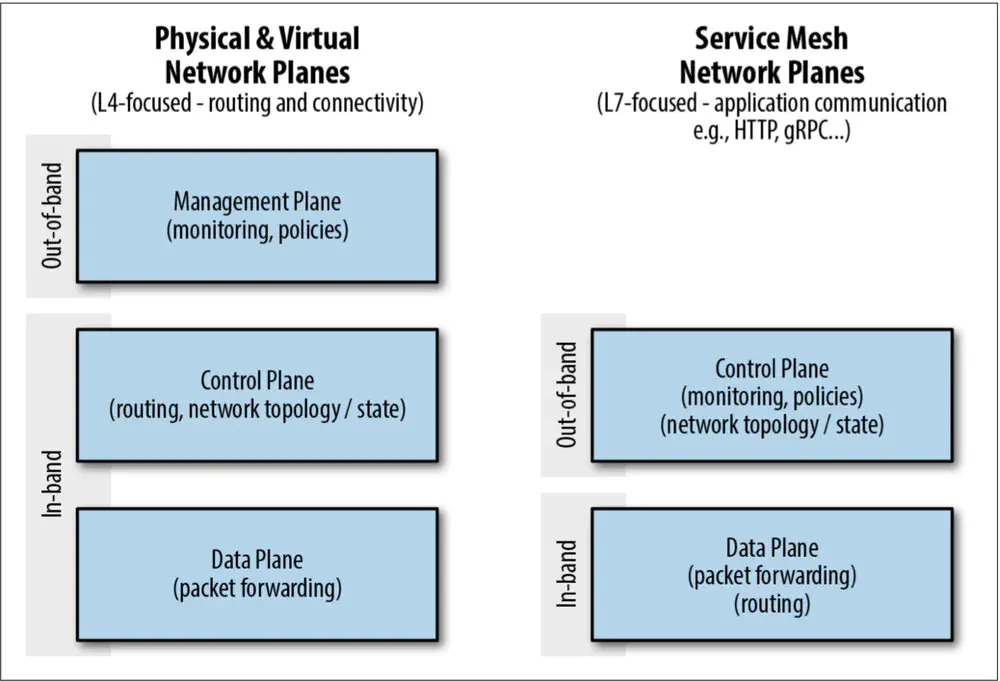 Physical & Virtual
Network Planes
(L4-focused - routing and connectivity)
Out-of-band
Management Plane
(monitoring, policies)
In-band
Control Plane
(routing, network topology / state)
Data Plane
(packet forwarding)
Service Mesh
Network Planes
(L7-focused - application communication
e.g., HTTP, gRPC...)
Out-of-band
Control Plane
(monitoring, policies)
(network topology / state)
In-band
Data Plane
(packet forwarding)
(routing)